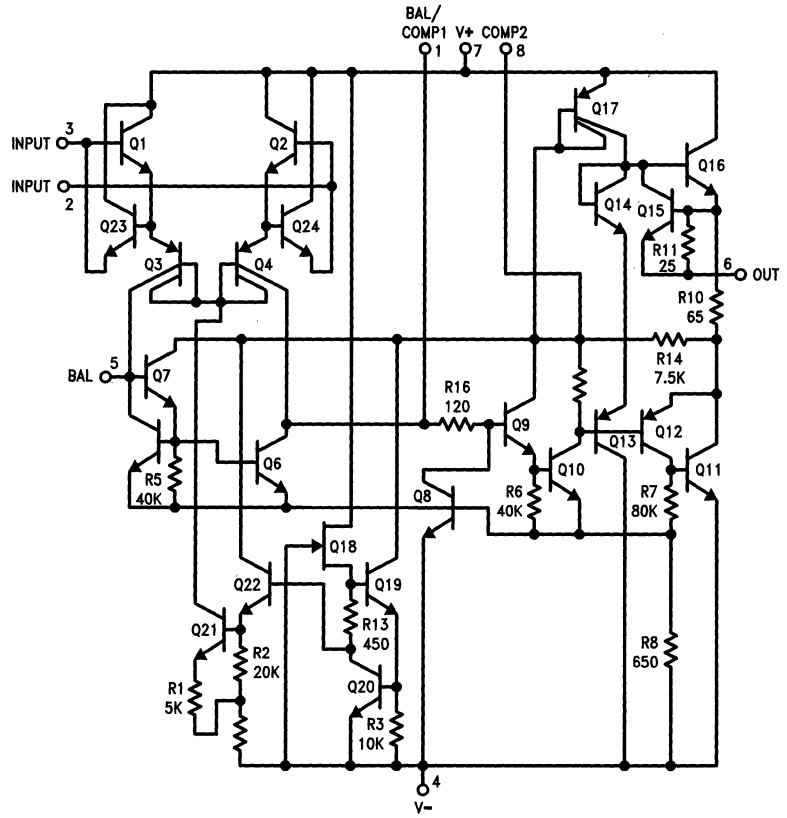 BAL/
COMP1 V+ COMP2
1 7 8
Q17
3
INPUT
Q1
Q2
Q16
INPUT
2
Q14
Q15
Q23
Q24
R11
25
6
OUT
Q3
Q4
R10
65
R14
7.5K
BAL
5
Q7
R16
120
Q9
Q13
Q12
Q6
Q10
Q11
R5
40K
Q8
R6
40K
R7
80K
Q18
Q22
Q19
R13
450
Q21
R2
20K
R8
650
R1
5K
Q20
R3
10K
4
V-